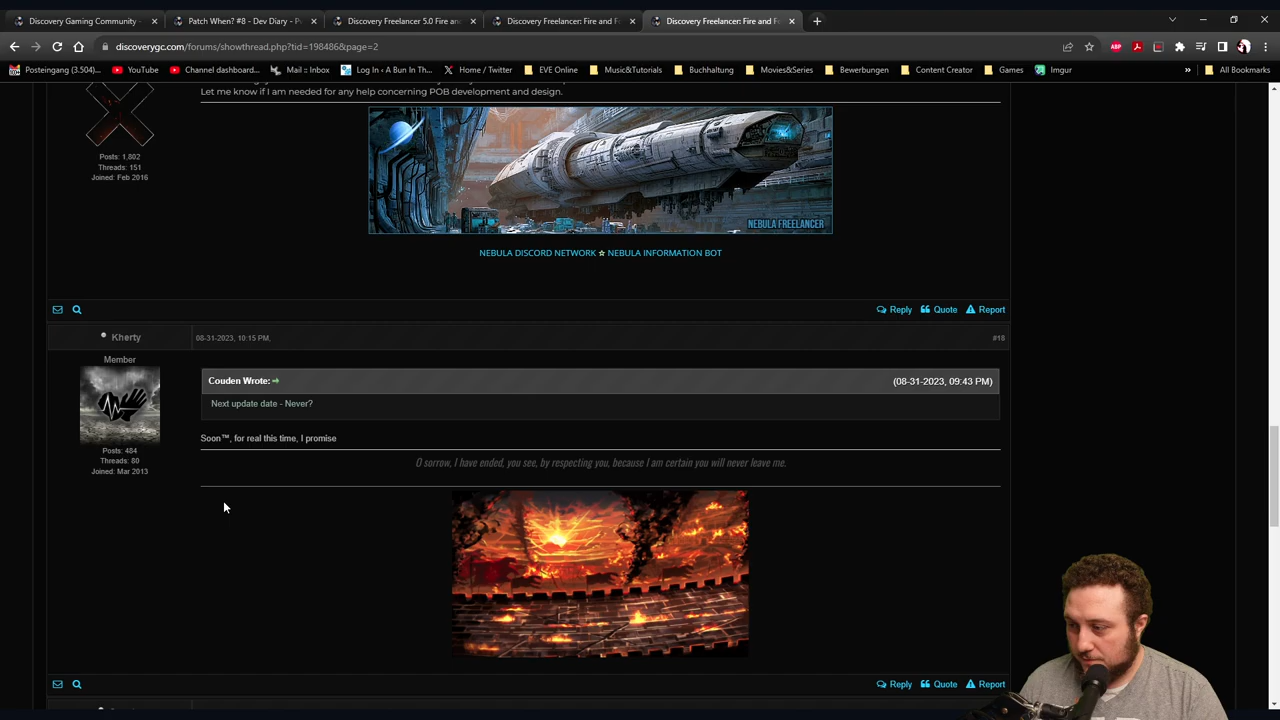 Discovery Gaming Community -
Patch When? #8 - Dev Diary - P
Discovery Freelancer 5.0 Fire and
Discovery Freelancer: Fire and F
Discovery Freelancer: Fire and F
discoverygc.com/forums/showthread.php?tid=198486&page=2
Posteingang (3.504)...
YouTube
Channel dashboard...
Mail :: Inbox
Log In ‹ A Bun In Th...
Home / Twitter
EVE Online
Music&Tutorials
Buchhaltung
Movies&Series
Bewerbungen
Content Creator
Games
Imgur
»
All Bookmarks
Let me know if I am needed for any help concerning POB development and design.
Posts: 1,802
Threads: 151
Joined: Feb 2016
NEBULA FREELANCER
NEBULA DISCORD NETWORK ☆ NEBULA INFORMATION BOT
Reply
Quote
Report
Kherty
08-31-2023, 10:15 PM,
#18
Member
Couden Wrote:
(08-31-2023, 09:43 PM)
Next update date - Never?
Soon™, for real this time, I promise
Posts: 484
Threads: 80
Joined: Mar 2013
O sorrow, I have ended, you see, by respecting you, because I am certain you will never leave me.
Reply
Quote
Report